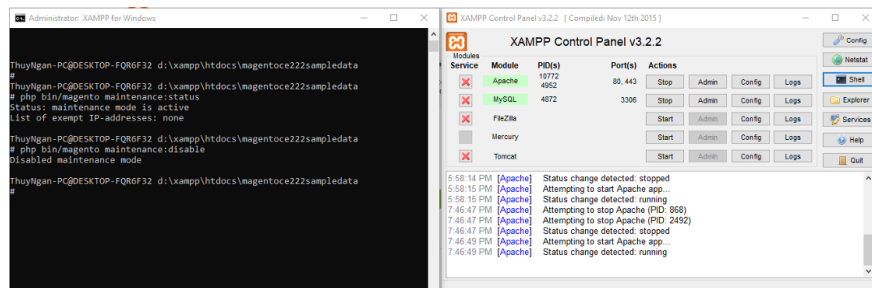 Administrator: XAMPP for Windows
ThuyNgan-PC@DESKTOP-FQR6F32 d:\xampp\htdocs\magentoce222sampledata
#
ThuyNgan-PC@DESKTOP-FQR6F32 d:\xampp\htdocs\magentoce222sampledata
# php bin/magento maintenance:status
Status: maintenance mode is active
List of exempt IP-addresses: none
ThuyNgan-PC@DESKTOP-FQR6F32 d:\xampp\htdocs\magentoce222sampledata
# php bin/magento maintenance:disable
Disabled maintenance mode
ThuyNgan-PC@DESKTOP-FQR6F32 d:\xampp\htdocs\magentoce222sampledata
#
XAMPP Control Panel v3.2.2 [ Compiled: Nov 12th 2015 ]
XAMPP Control Panel v3.2.2
Modules
Service Module PID(s) Port(s) Actions
Apache 10772 4952 80, 443 Stop Admin Config Logs
MySQL 4872 3306 Stop Admin Config Logs
FileZilla Start Admin Config Logs
Mercury Start Admin Config Logs
Tomcat Start Admin Config Logs
Config
Netstat
Shell
Explorer
Services
Help
Quit
5:58:14 PM [Apache] Status change detected: stopped
5:58:15 PM [Apache] Attempting to start Apache app...
5:58:15 PM [Apache] Status change detected: running
7:46:47 PM [Apache] Attempting to stop Apache (PID: 868)
7:46:47 PM [Apache] Attempting to stop Apache (PID: 2492)
7:46:47 PM [Apache] Status change detected: stopped
7:46:49 PM [Apache] Attempting to start Apache app...
7:46:49 PM [Apache] Status change detected: running